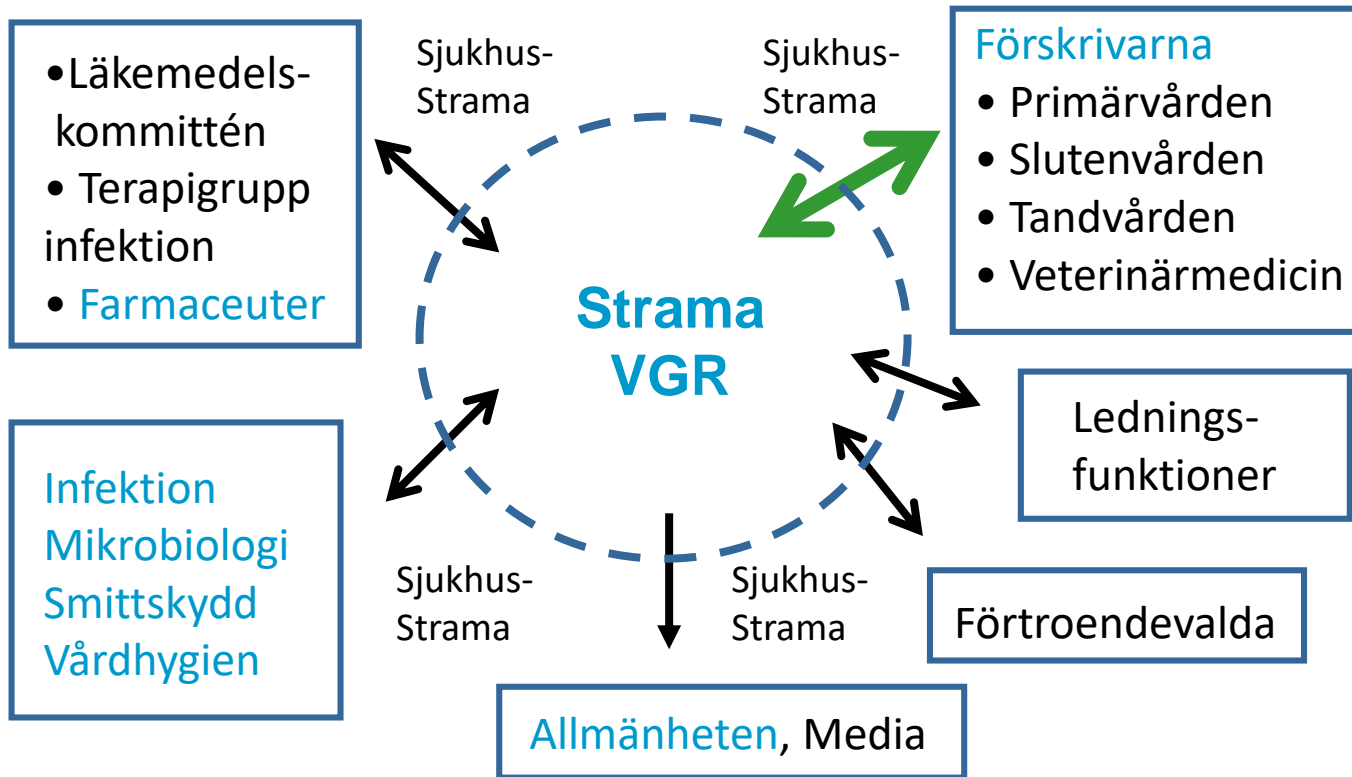 •Läkemedels-
kommittén
• Terapigrupp
infektion
• Farmaceuter
Sjukhus-
Strama
Sjukhus-
Strama
Förskrivarna
• Primärvården
• Slutenvården
• Tandvården
• Veterinärmedicin
Strama
VGR
Lednings-
funktioner
Infektion
Mikrobiologi
Smittskydd
Vårdhygien
Sjukhus-
Strama
Sjukhus-
Strama
Förtroendevalda
Allmänheten, Media